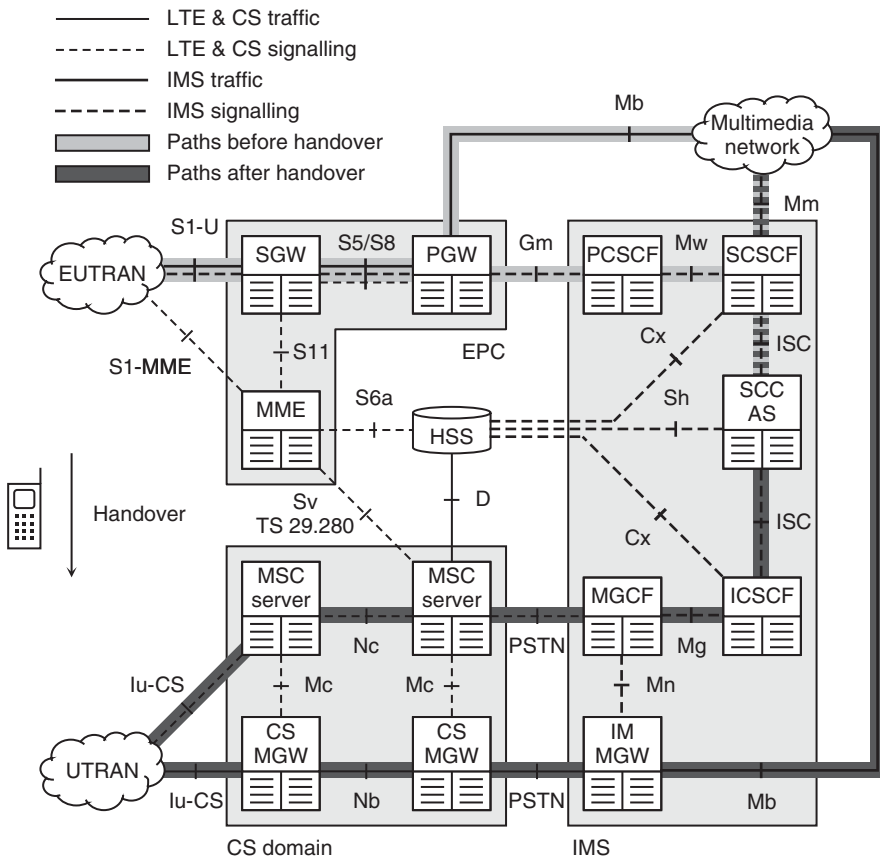 LTE & CS traffic
LTE & CS signalling
IMS traffic
IMS signalling
Paths before handover
Paths after handover
Mb
Multimedia
network
Mm
S1-U
EUTRAN
SGW
S5/S8
PGW
Gm
PCSCF
Mw
SCSCF
S1-MME
S11
EPC
Cx
ISC
MME
S6a
HSS
Sh
SCC
AS
Handover
Sv
TS 29.280
D
Cx
ISC
MSC
server
Nc
MSC
server
PSTN
MGCF
Mg
ICSCF
Iu-CS
Mc
Mc
Mn
UTRAN
Iu-CS
CS
MGW
Nb
CS
MGW
PSTN
IM
MGW
Mb
CS domain
IMS